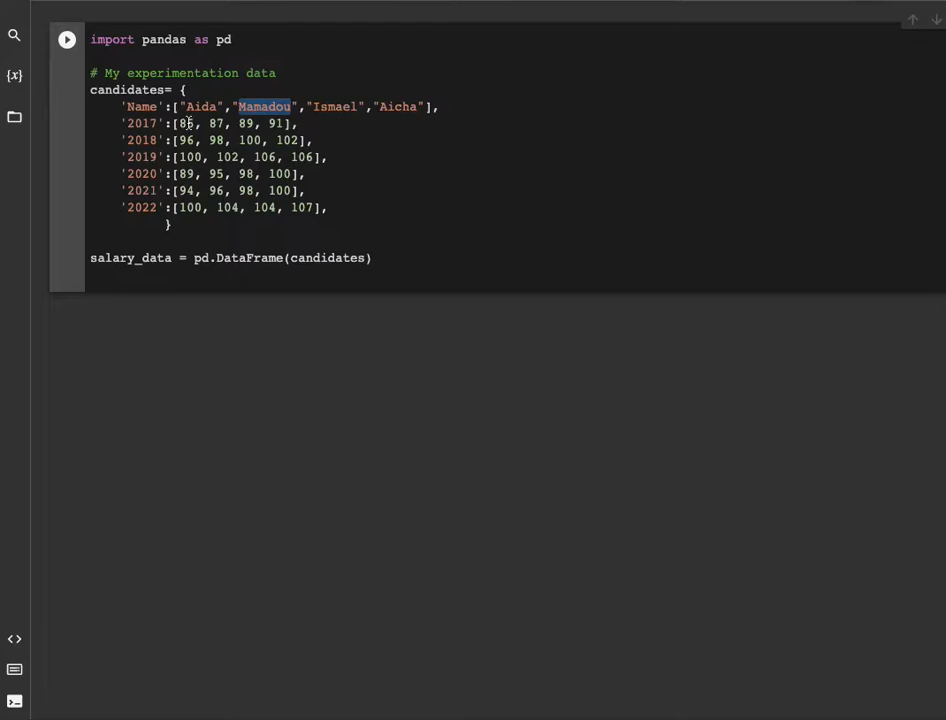 import pandas as pd
# My experimentation data
candidates= {
'Name':["Aida","Mamadou","Ismael","Aicha"],
'2017':[85, 87, 89, 91],
'2018':[96, 98, 100, 102],
'2019':[100, 102, 106, 106],
'2020':[89, 95, 98, 100],
'2021':[94, 96, 98, 100],
'2022':[100, 104, 104, 107],
}
salary_data = pd.DataFrame(candidates)
{x}